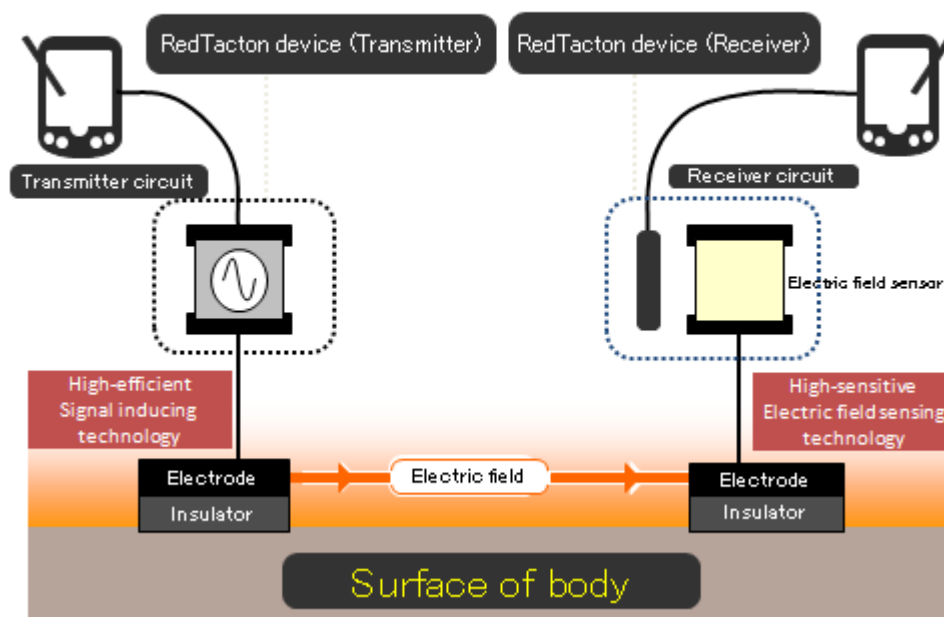 RedTacton device (Transmitter)
RedTacton device (Receiver)
Transmitter circuit
Receiver circuit
Electric field sensor
High-efficient
Signal inducing
technology
High-sensitive
Electric field sensing
technology
Electrode
Insulator
Electric field
Electrode
Insulator
Surface of body